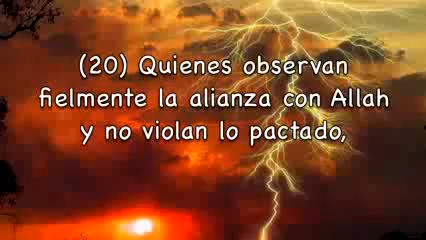 (20) Quienes observan
fielmente la alianza con Allah
y no violan lo pactado,